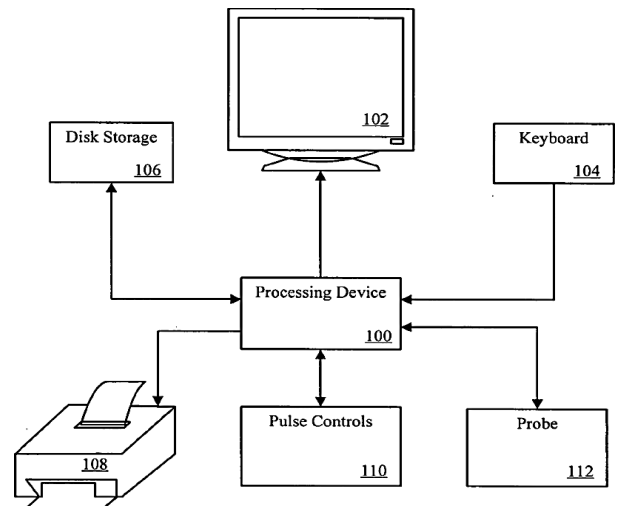 102
Disk Storage
106
Keyboard
104
Processing Device
100
108
Pulse Controls
110
Probe
112